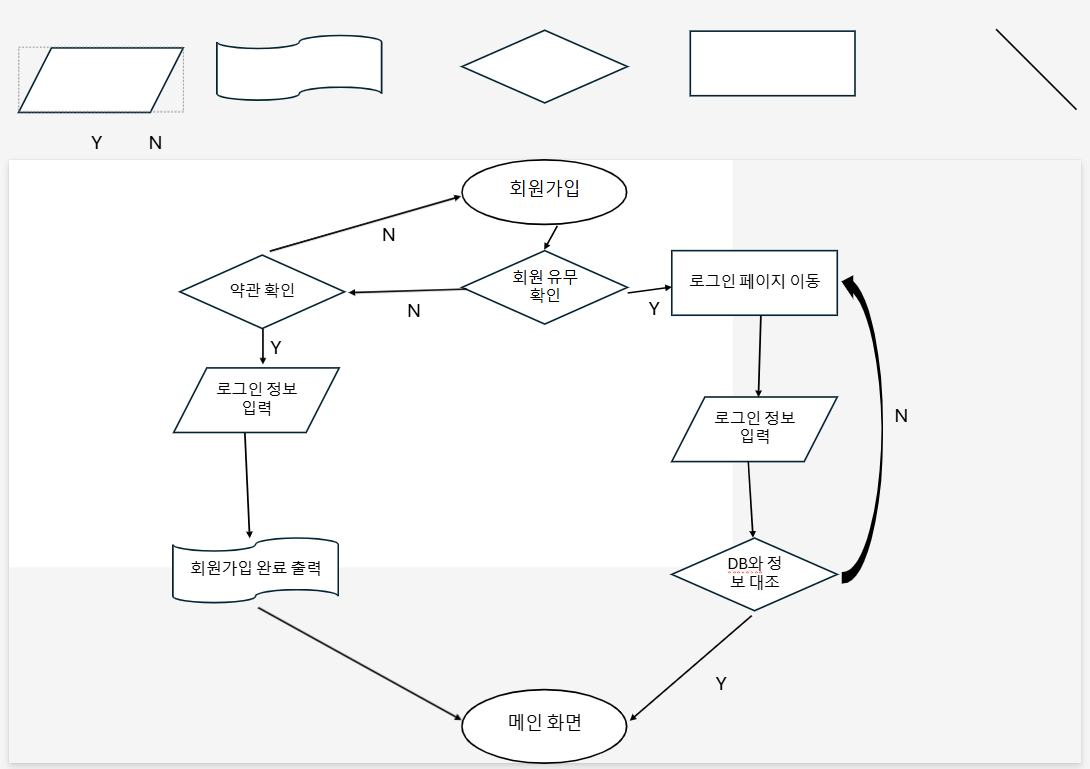 Y
N
회원가입
N
약관 확인
회원 유무
확인
로그인 페이지 이동
N
Y
Y
로그인 정보
입력
로그인 정보
입력
N
회원가입 완료 출력
DB와 정
보 대조
Y
메인 화면